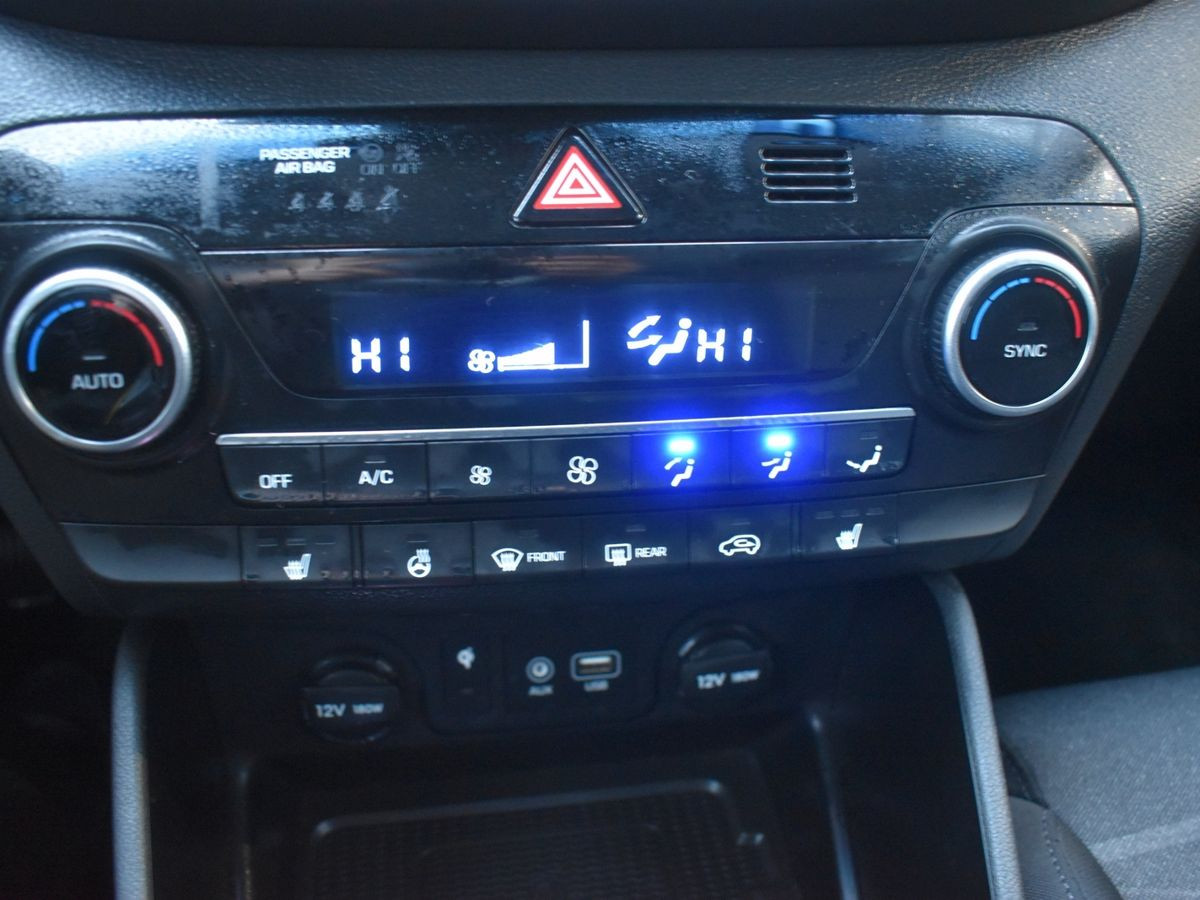 PASSENGER
AIR BAG
ON OFF
HI
HI
AUTO
SYNC
OFF
A/C
FRONT
REAR
12V 180W
AUX
USB
12V 180W